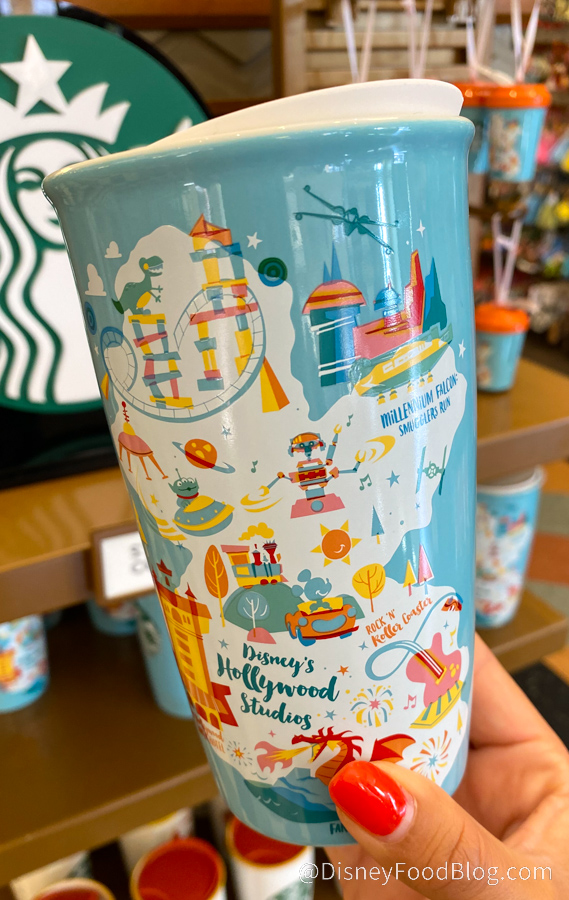 MiLLENNiUM FALCON:
SMUGGLERS RUN
ROCK 'N'
Roller Coaster
Disney's
Hollywood
Studios
@DisneyFoodBlog.com